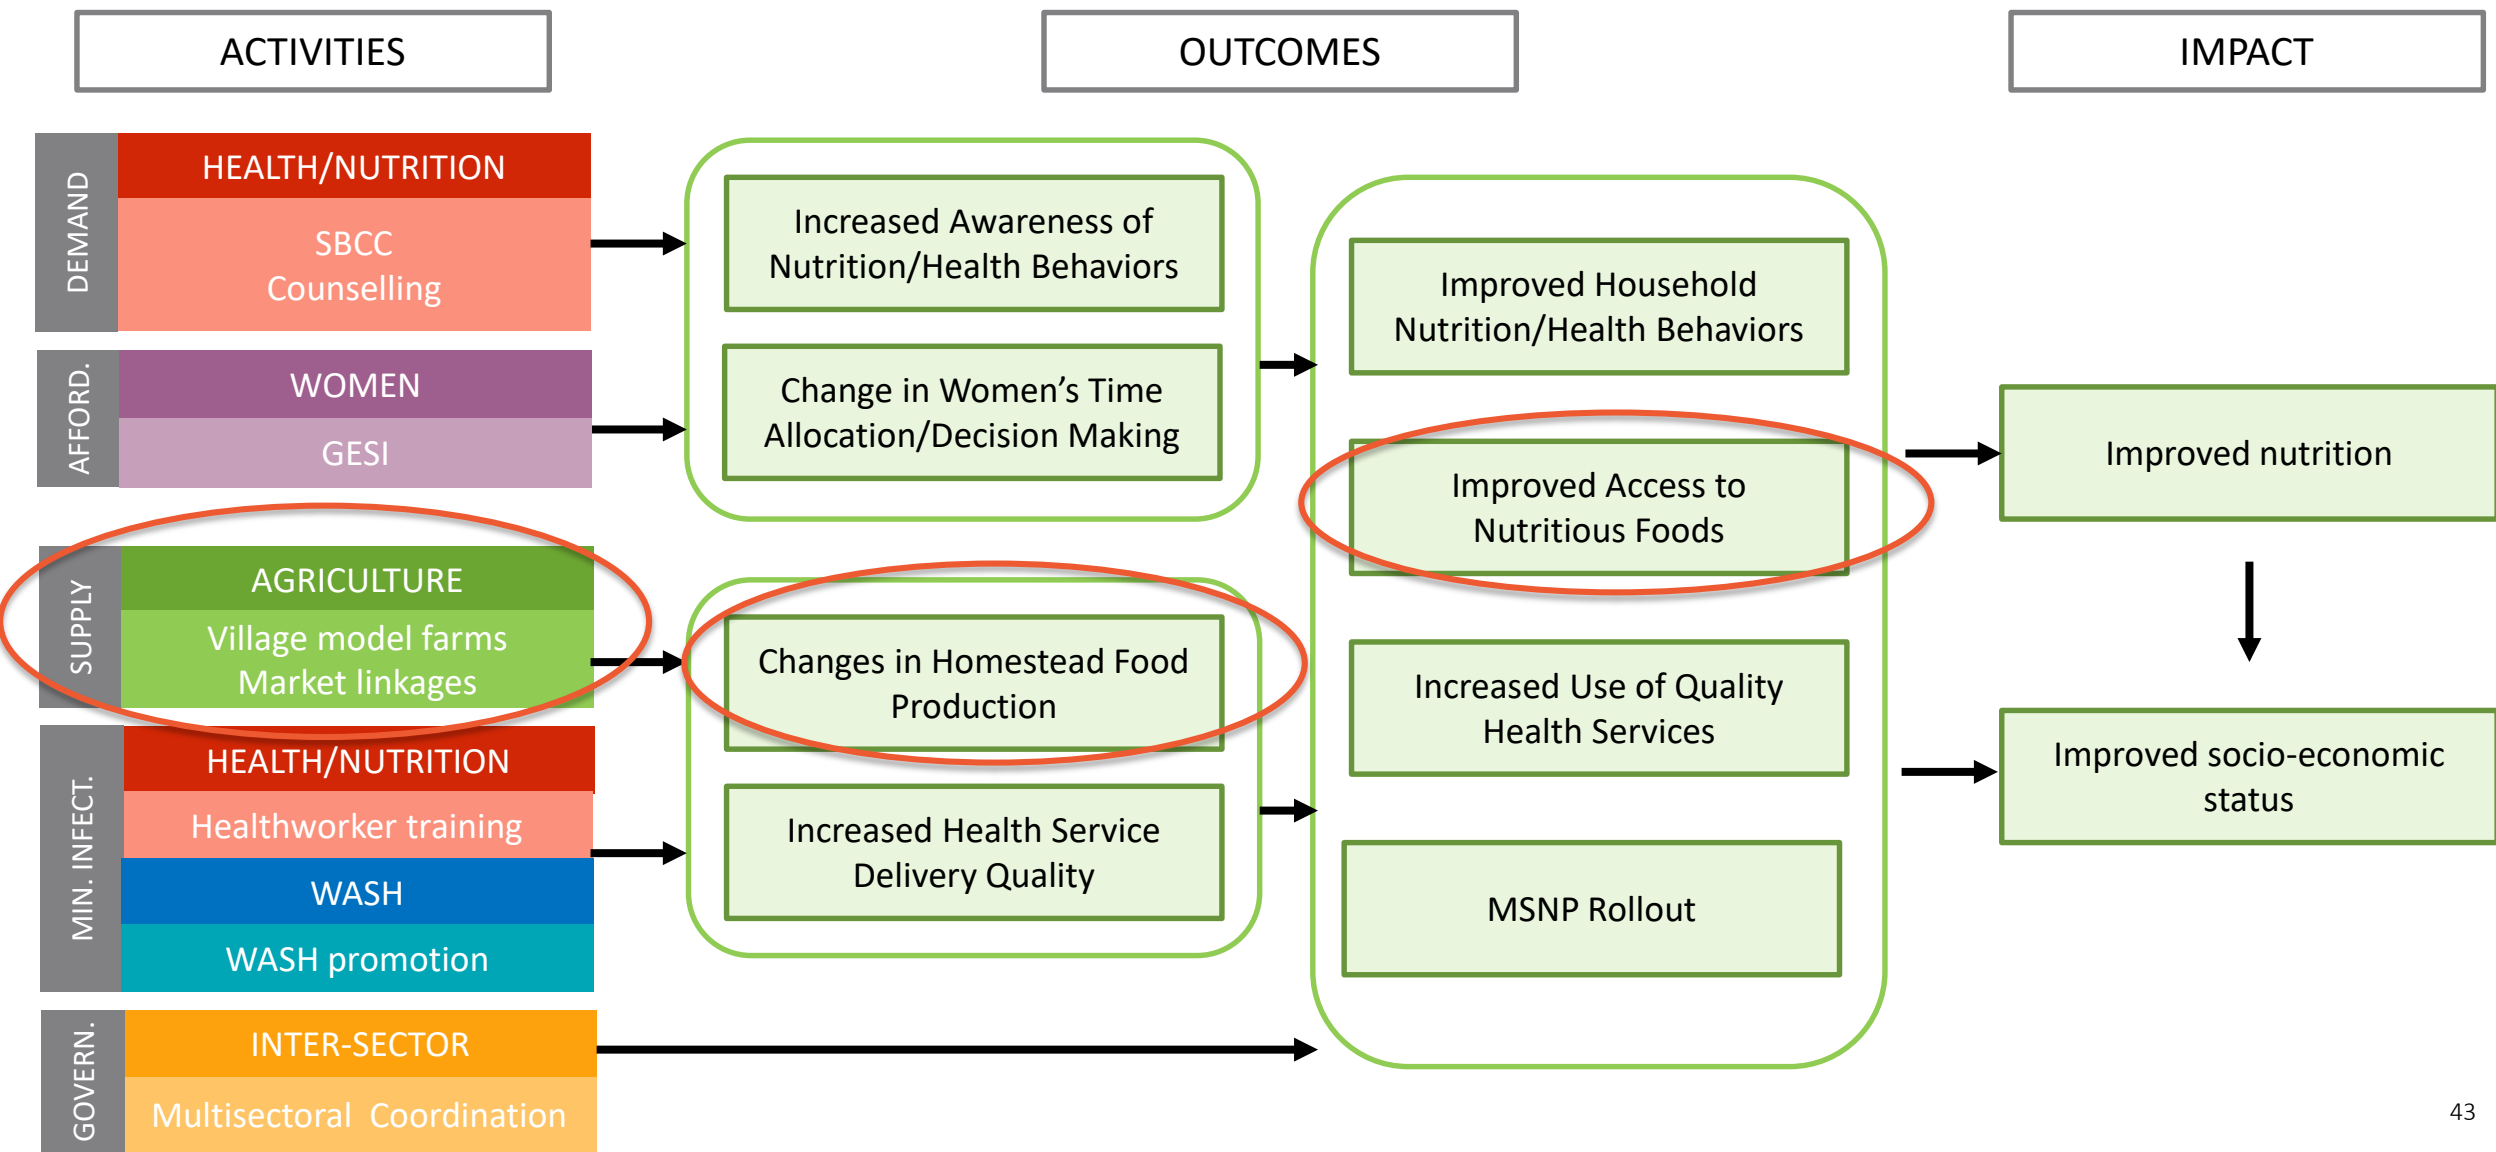 ACTIVITIES
OUTCOMES
IMPACT
DEMAND
HEALTH/NUTRITION
SBCC
Counselling
AFFORD.
WOMEN
GESI
SUPPLY
AGRICULTURE
Village model farms
Market linkages
MIN. INFECT.
HEALTH/NUTRITION
Healthworker training
WASH
WASH promotion
GOVERN.
INTER-SECTOR
Multisectoral Coordination
Increased Awareness of
Nutrition/Health Behaviors
Change in Women’s Time
Allocation/Decision Making
Changes in Homestead Food
Production
Increased Health Service
Delivery Quality
Improved Household
Nutrition/Health Behaviors
Improved Access to
Nutritious Foods
Increased Use of Quality
Health Services
MSNP Rollout
Improved nutrition
Improved socio-economic
status
43